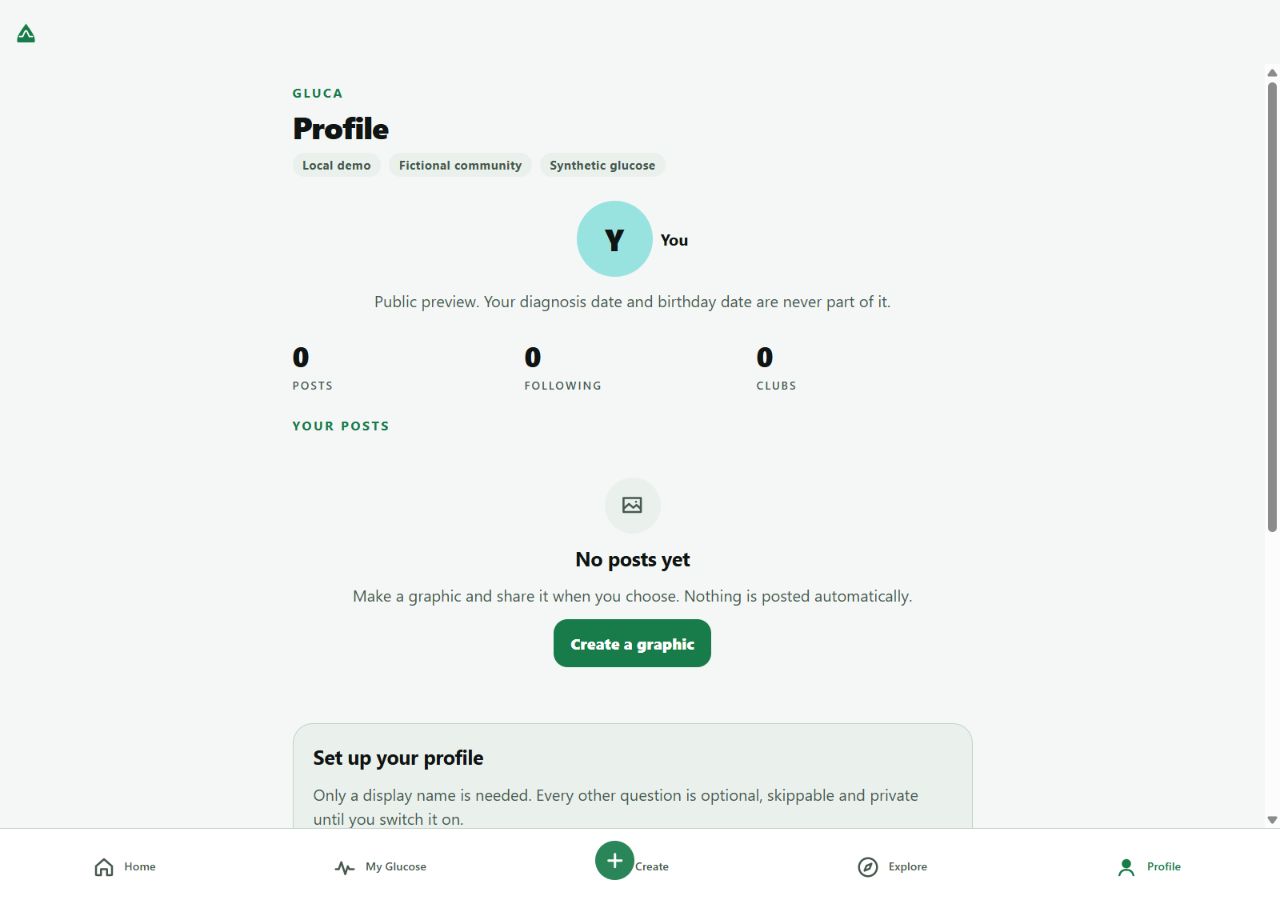 GLUCA
Profile
Local demo
Fictional community
Synthetic glucose
Y
You
Public preview. Your diagnosis date and birthday date are never part of it.
0
0
0
POSTS
FOLLOWING
CLUBS
YOUR POSTS
No posts yet
Make a graphic and share it when you choose. Nothing is posted automatically.
Create a graphic
Set up your profile
Only a display name is needed. Every other question is optional, skippable and private
until you switch it on.
Home
My Glucose
Create
Explore
Profile